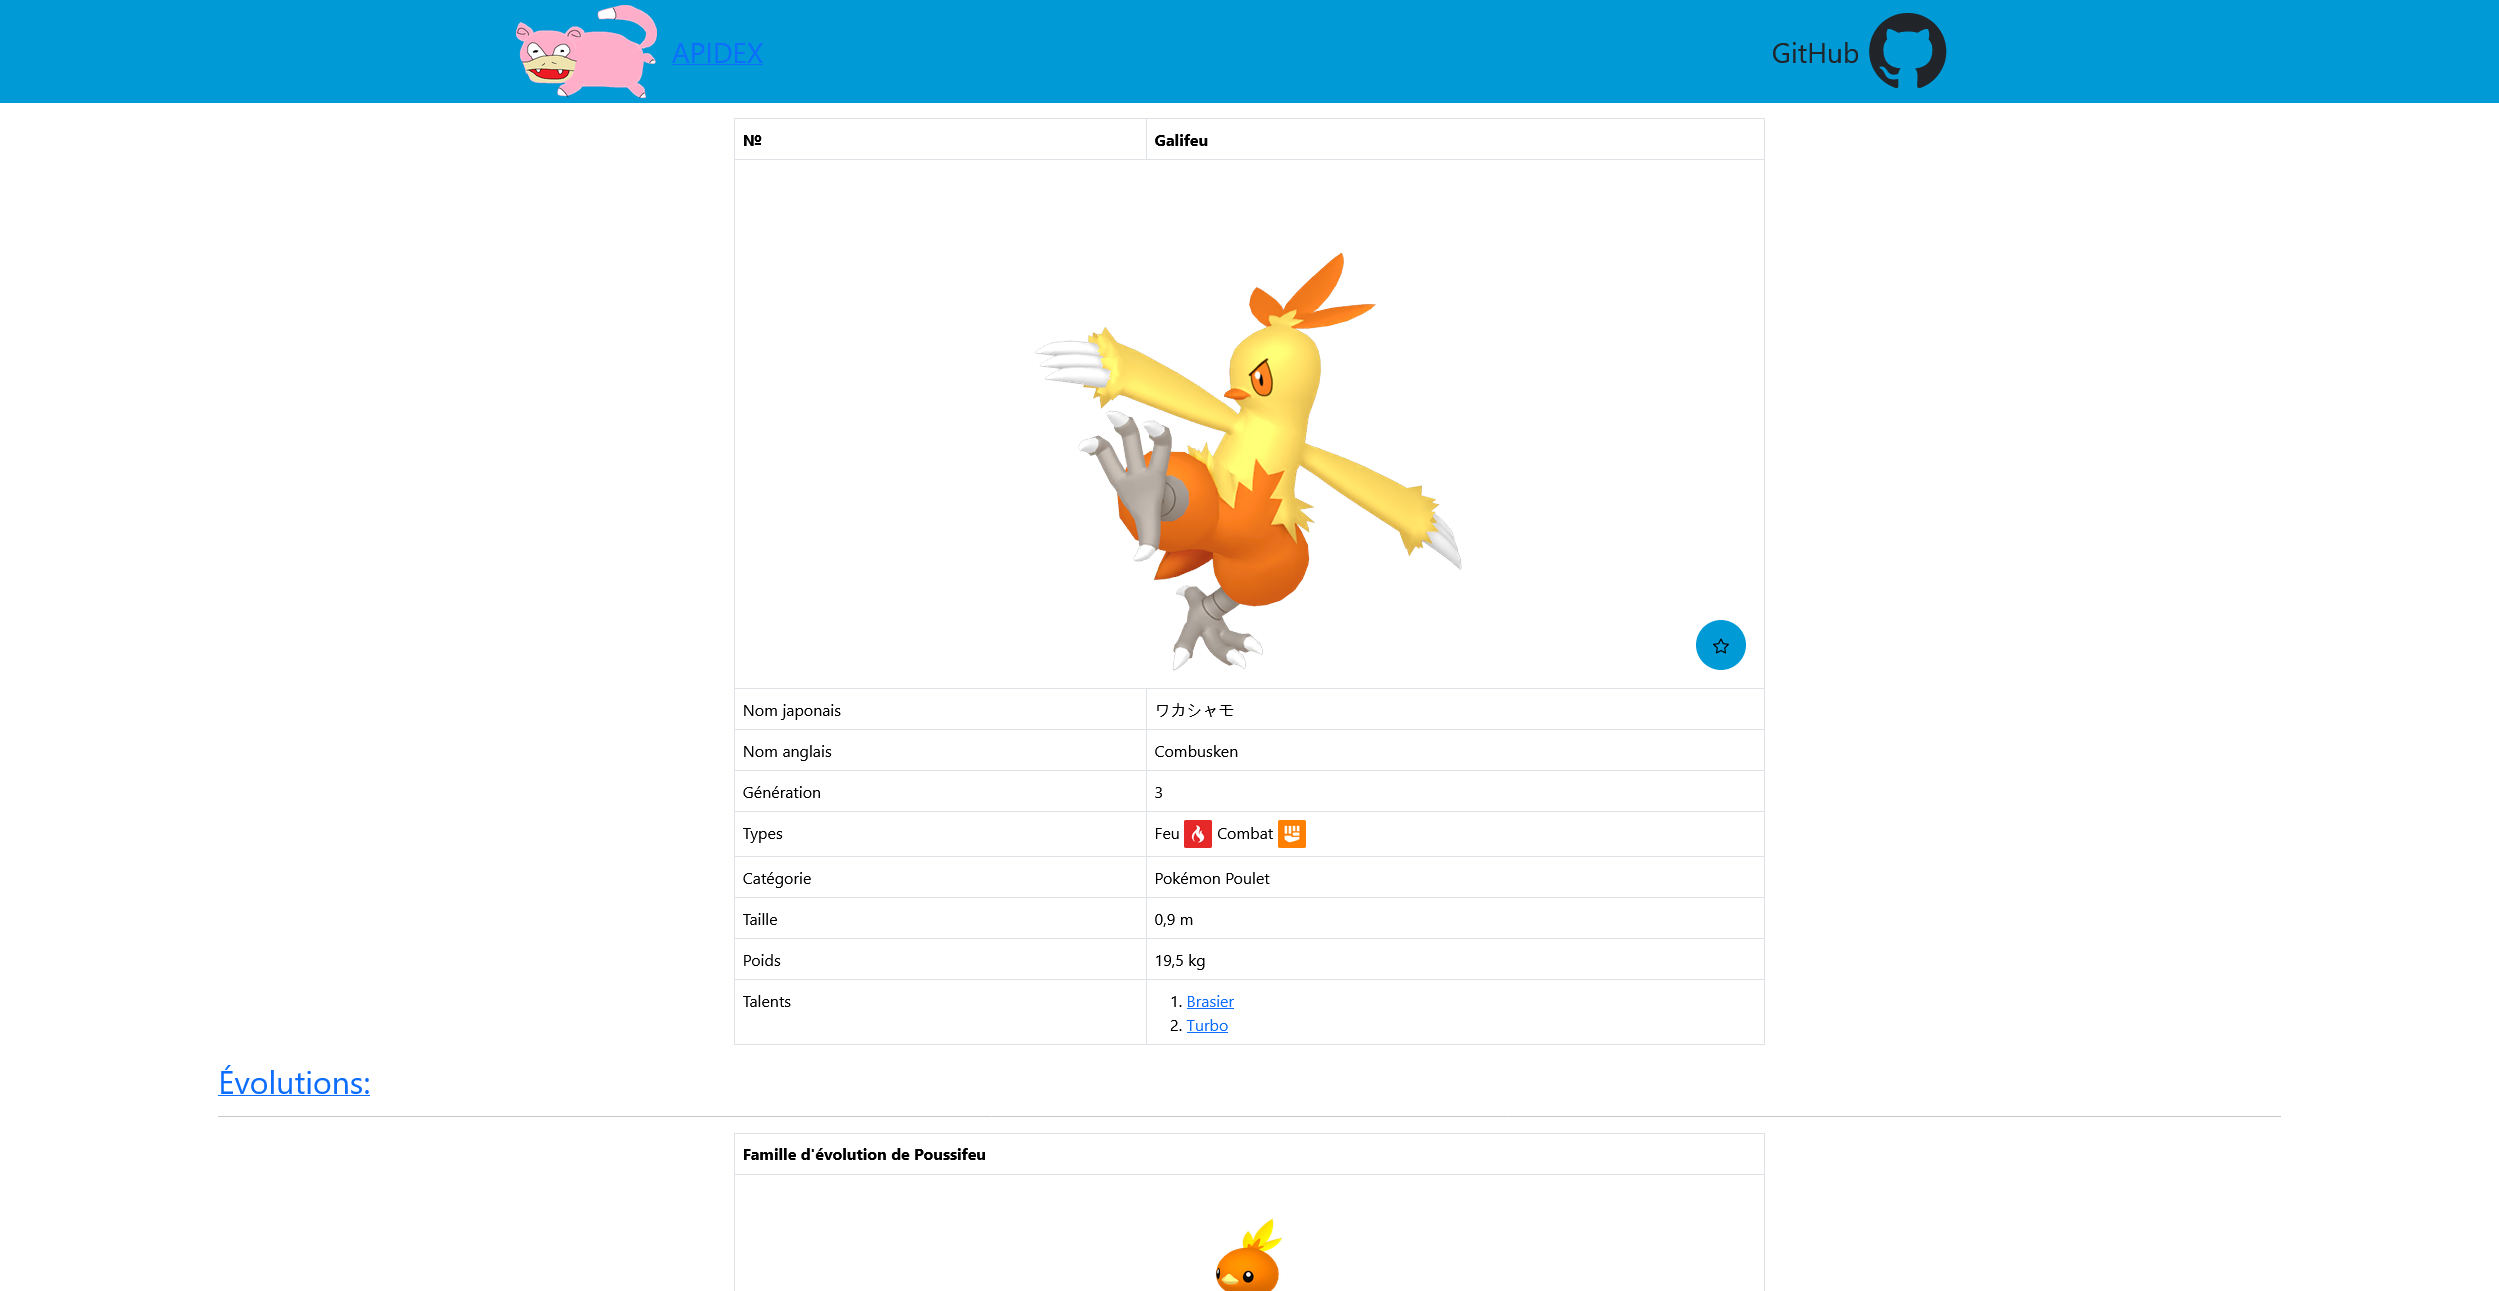 APIDEX
GitHub
Nº Galifeu
Nom japonais ワカシャモ
Nom anglais Combusken
Génération 3
Types Feu Combat
Catégorie Pokémon Poulet
Taille 0,9 m
Poids 19,5 kg
Talents 1. Brasier
2. Turbo
Évolutions:
Famille d'évolution de Poussifeu